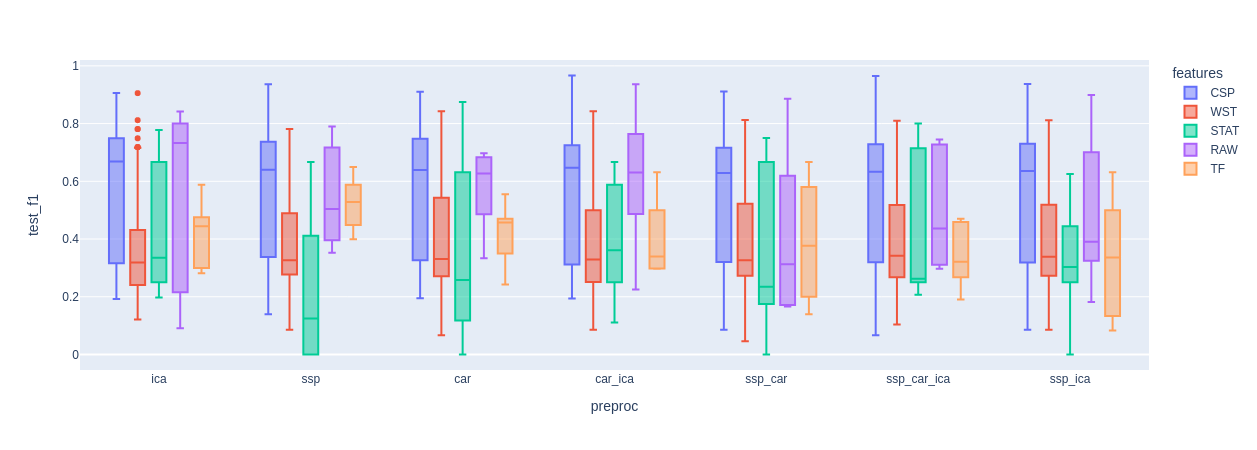 1
0.8
0.6
0.4
0.2
0
test_f1
ica
ssp
car
car_ica
ssp_car
ssp_car_ica
ssp_ica
preproc
features
CSP
WST
STAT
RAW
TF